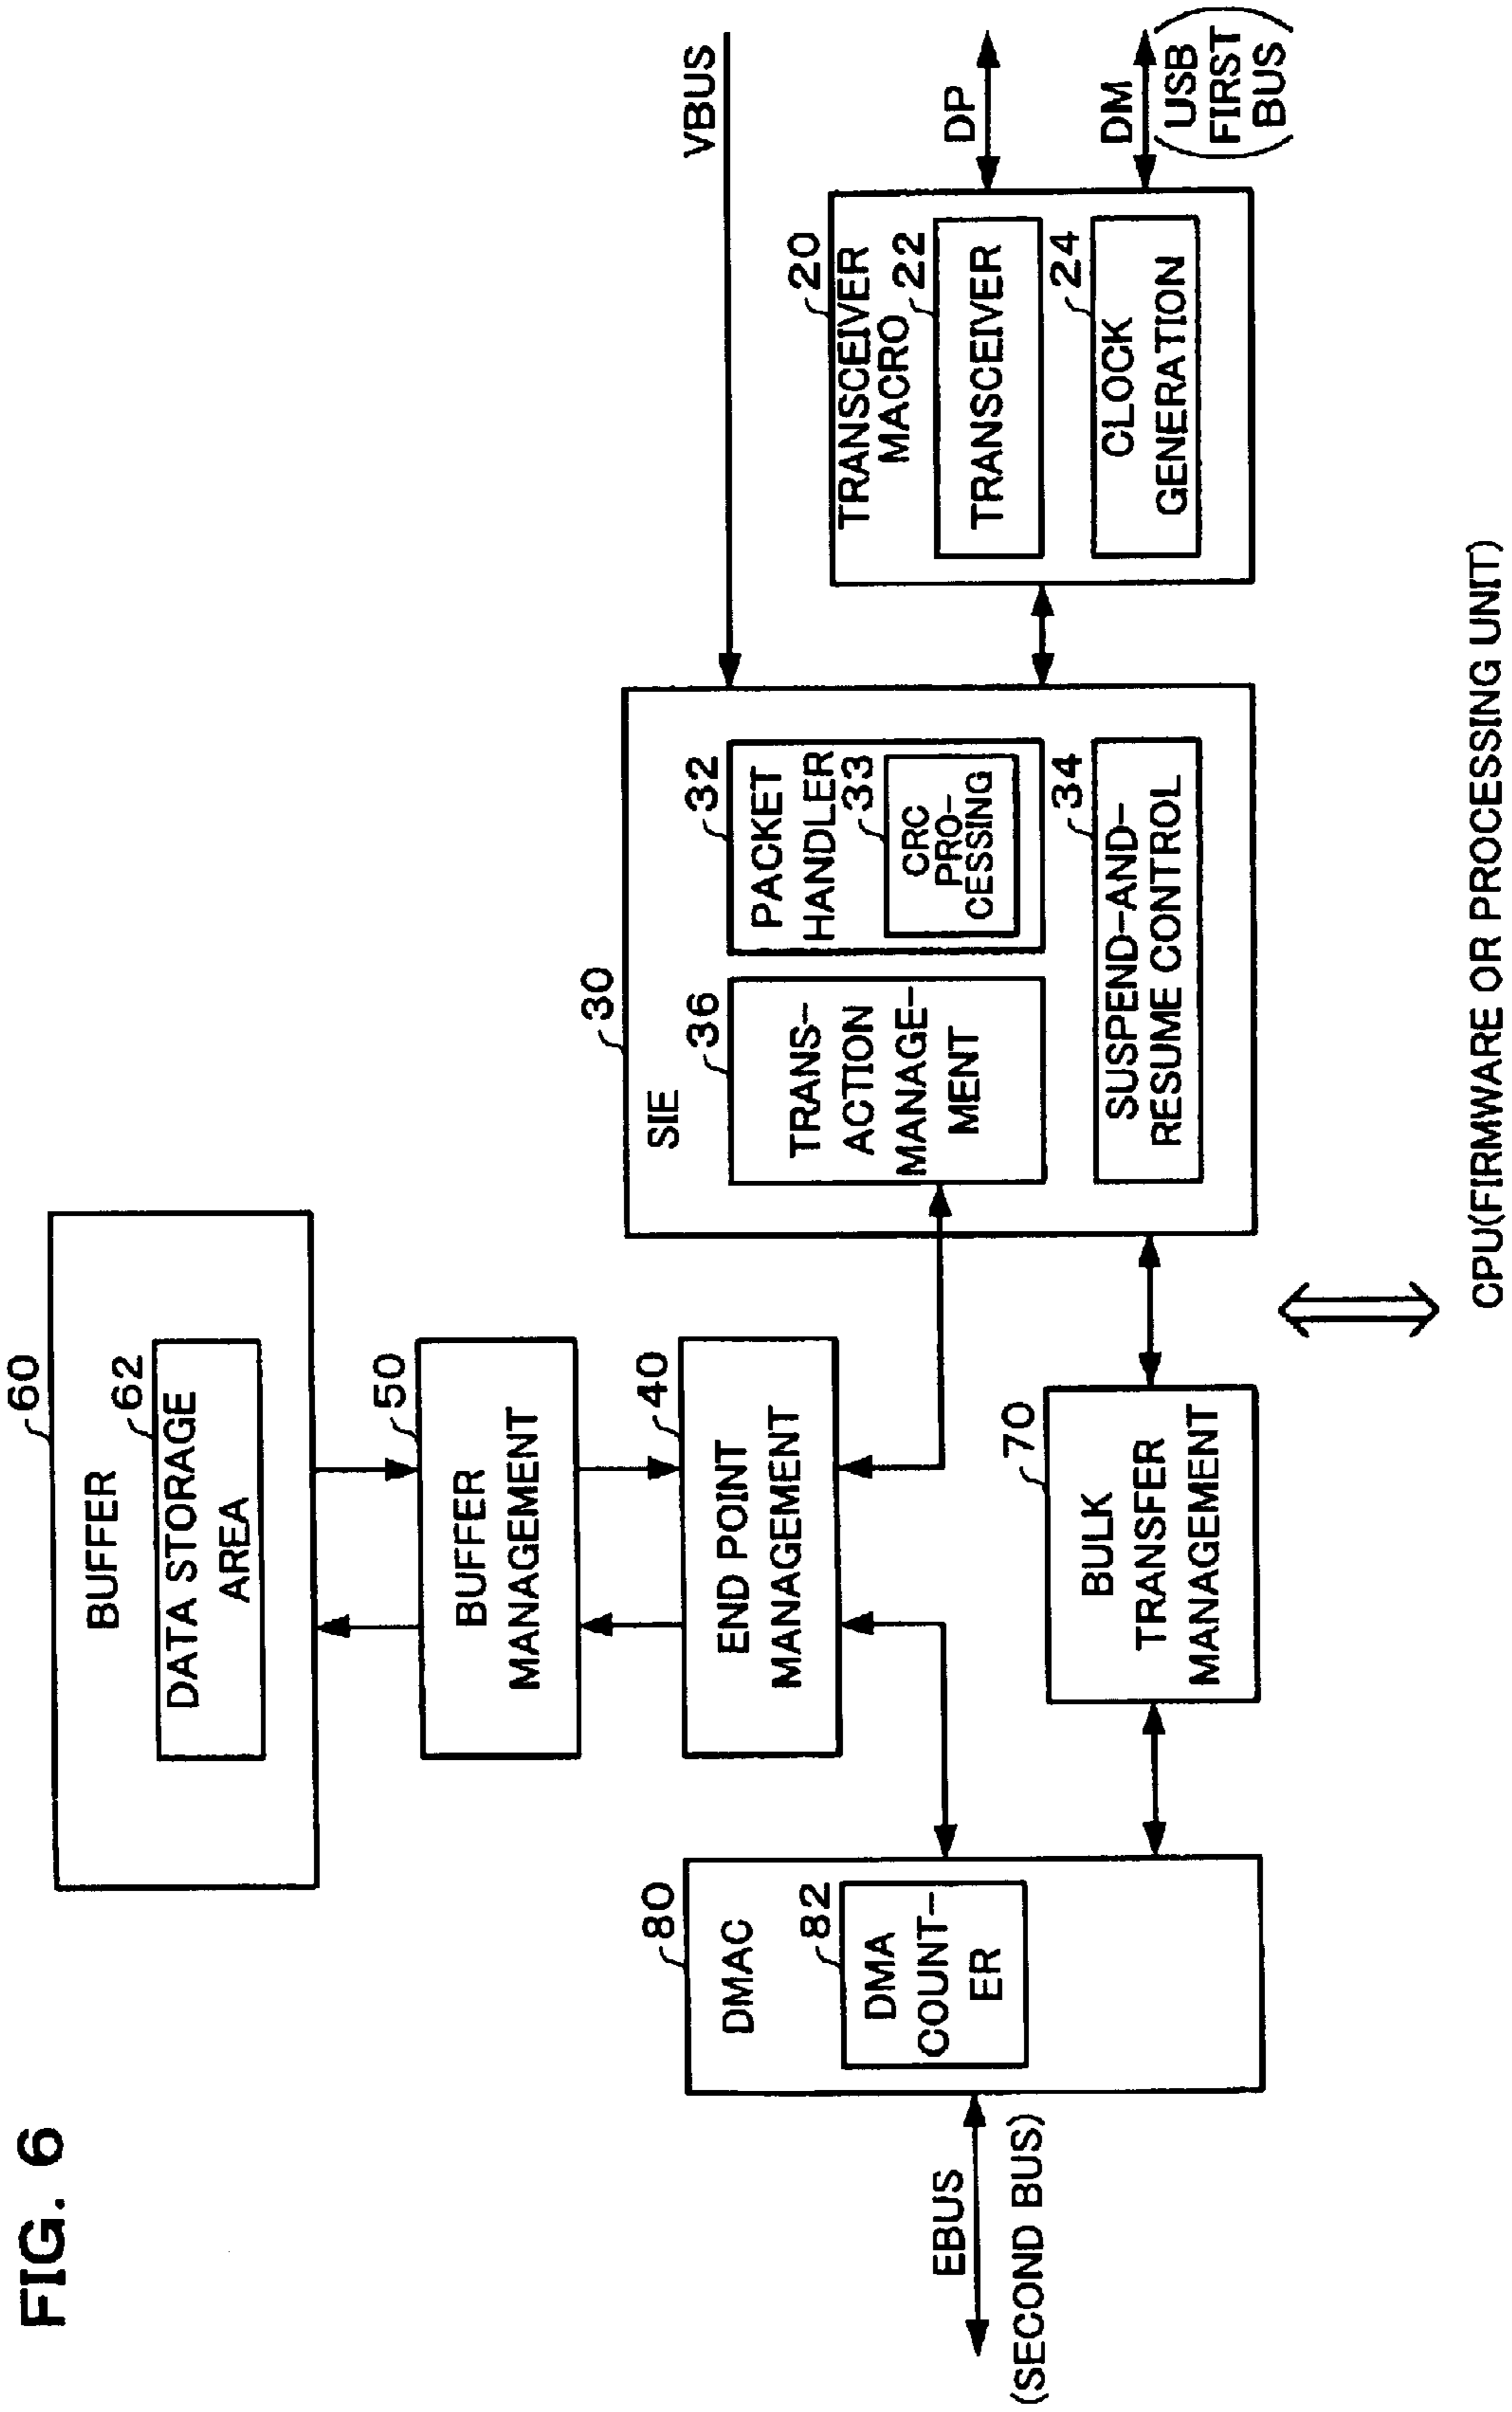 FIG. 6
60
BUFFER
62
DATA STORAGE
AREA
50
BUFFER
MANAGEMENT
40
END POINT
MANAGEMENT
80
DMAC
82
DMA
COUNT-
ER
EBUS
(SECOND BUS)
70
BULK
TRANSFER
MANAGEMENT
30
SIE
36
TRANS-
ACTION
MANAGE-
MENT
32
PACKET
HANDLER
33
CRC
PRO-
CESSING
34
SUSPEND-AND-
RESUME CONTROL
VBUS
20
TRANSCEIVER
MACRO
22
TRANSCEIVER
24
CLOCK
GENERATION
DP
DM
(USB
FIRST
BUS)
CPU(FIRMWARE OR PROCESSING UNIT)